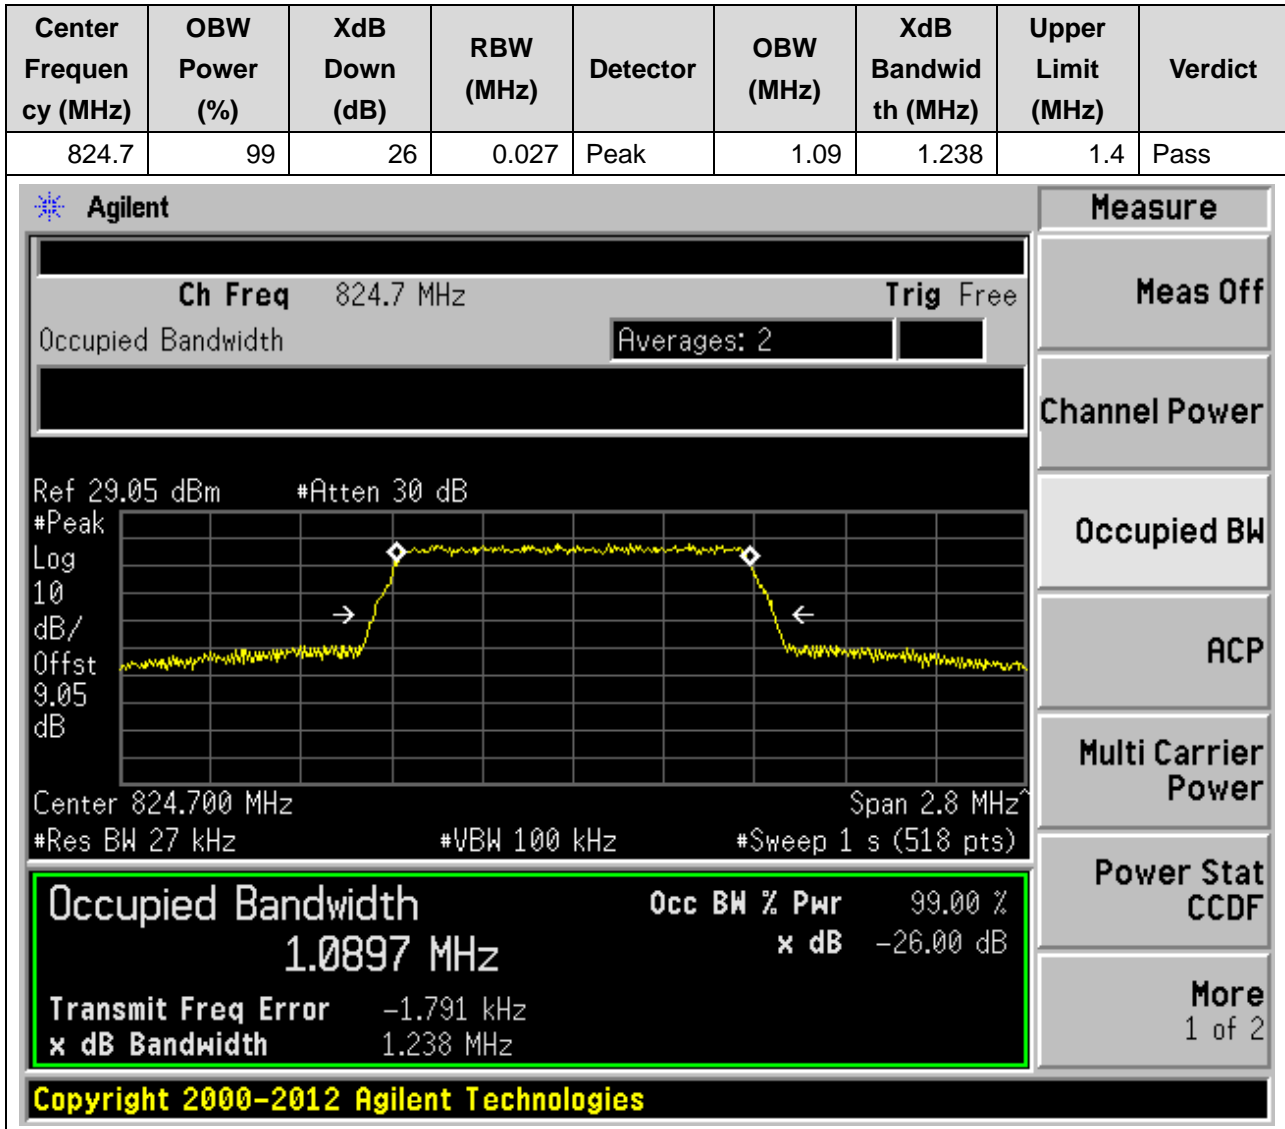 Center Frequen cy (MHz) OBW Power (%) XdB Down (dB) RBW (MHz) Detector OBW (MHz) XdB Bandwid th (MHz) Upper Limit (MHz) Verdict
824.7 99 26 0.027 Peak 1.09 1.238 1.4 Pass
Agilent
Measure
Ch Freq 824.7 MHz Trig Free
Occupied Bandwidth Averages: 2
Meas Off
Channel Power
Occupied BW
ACP
Multi Carrier
Power
Power Stat
CCDF
More
1 of 2
Ref 29.05 dBm #Atten 30 dB
#Peak
Log
10
dB/
Offst
9.05
dB
Center 824.700 MHz Span 2.8 MHz^
#Res BW 27 kHz #VBW 100 kHz #Sweep 1 s (518 pts)
Occupied Bandwidth Occ BW % Pwr 99.00 %
1.0897 MHz x dB -26.00 dB
Transmit Freq Error -1.791 kHz
x dB Bandwidth 1.238 MHz
Copyright 2000-2012 Agilent Technologies